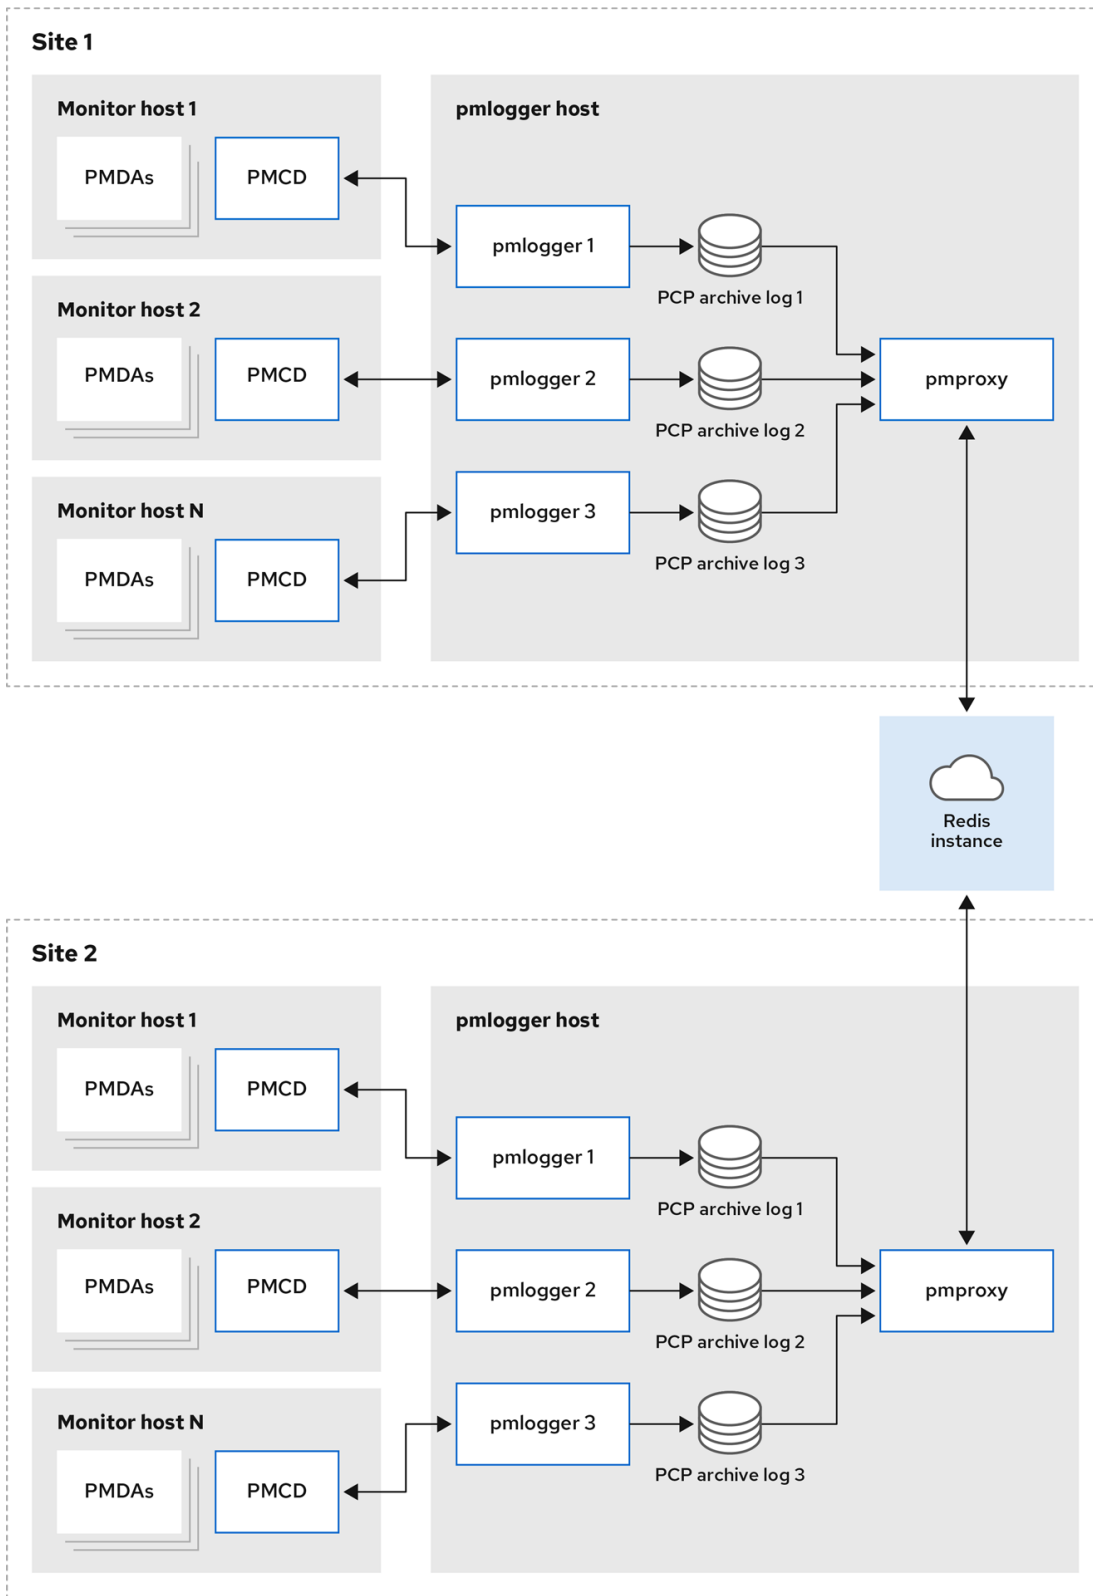 Site 1
Monitor host 1
PMDAs
PMCD
Monitor host 2
PMDAs
PMCD
Monitor host N
PMDAs
PMCD
pmlogger host
pmlogger 1
PCP archive log 1
pmlogger 2
PCP archive log 2
pmlogger 3
PCP archive log 3
pmproxy
Redis
instance
Site 2
Monitor host 1
PMDAs
PMCD
Monitor host 2
PMDAs
PMCD
Monitor host N
PMDAs
PMCD
pmlogger host
pmlogger 1
PCP archive log 1
pmlogger 2
PCP archive log 2
pmlogger 3
PCP archive log 3
pmproxy